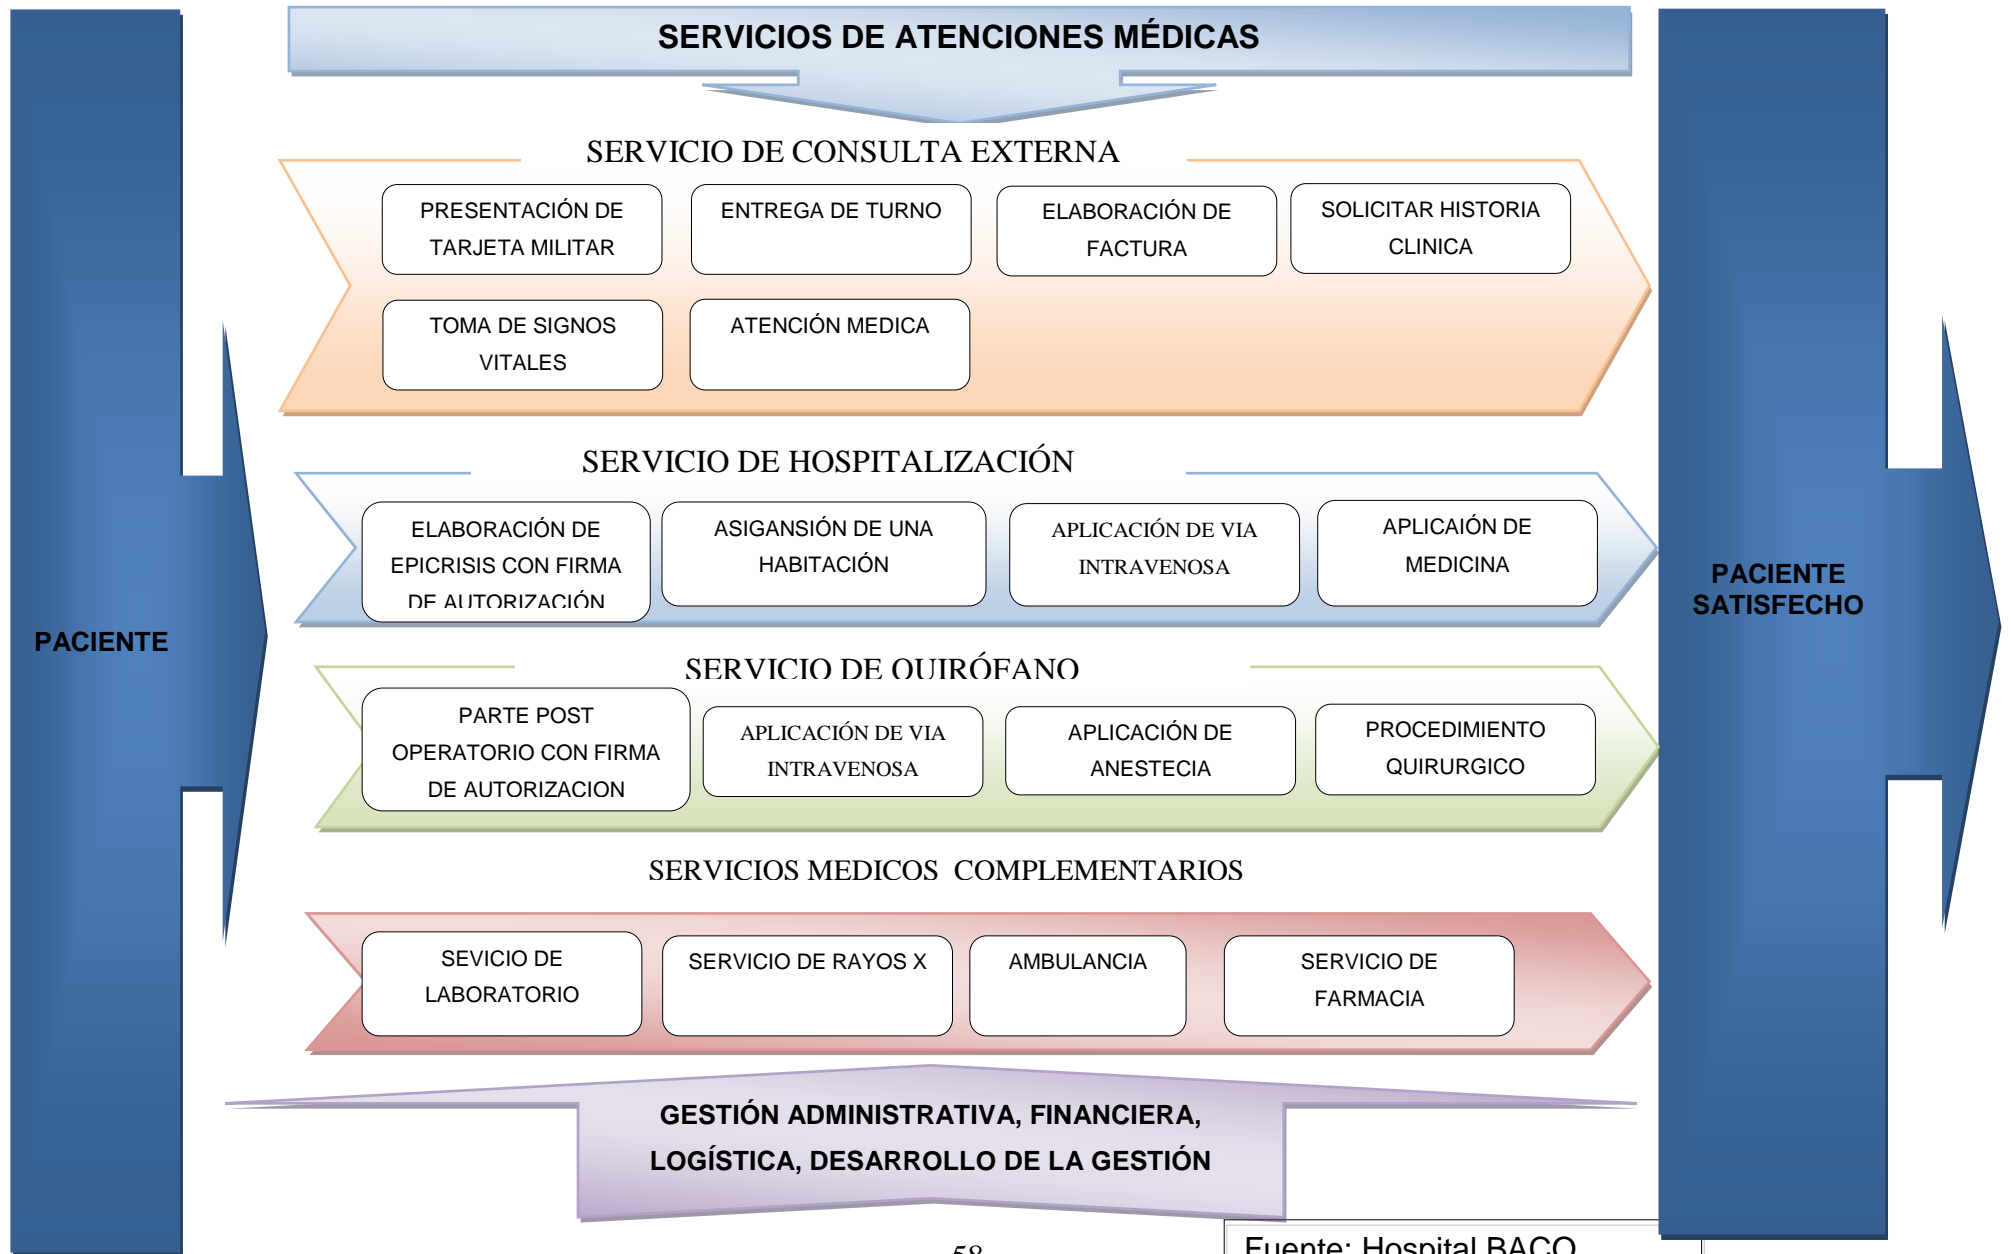 SERVICIOS DE ATENCIONES MÉDICAS
SERVICIO DE CONSULTA EXTERNA
PRESENTACIÓN DE
TARJETA MILITAR
ENTREGA DE TURNO
ELABORACIÓN DE
FACTURA
SOLICITAR HISTORIA
CLINICA
TOMA DE SIGNOS
VITALES
ATENCIÓN MEDICA
SERVICIO DE HOSPITALIZACIÓN
ELABORACIÓN DE
EPICRISIS CON FIRMA
DE AUTORIZACIÓN
ASIGANSIÓN DE UNA
HABITACIÓN
APLICACIÓN DE VIA
INTRAVENOSA
APLICAIÓN DE
MEDICINA
PACIENTE
PACIENTE
SATISFECHO
SERVICIO DE QUIRÓFANO
PARTE POST
OPERATORIO CON FIRMA
DE AUTORIZACION
APLICACIÓN DE VIA
INTRAVENOSA
APLICACIÓN DE
ANESTECIA
PROCEDIMIENTO
QUIRURGICO
SERVICIOS MEDICOS  COMPLEMENTARIOS
SEVICIO DE
LABORATORIO
SERVICIO DE RAYOS X
AMBULANCIA
SERVICIO DE
FARMACIA
GESTIÓN ADMINISTRATIVA, FINANCIERA,
LOGÍSTICA, DESARROLLO DE LA GESTIÓN
58
Fuente: Hospital BACO